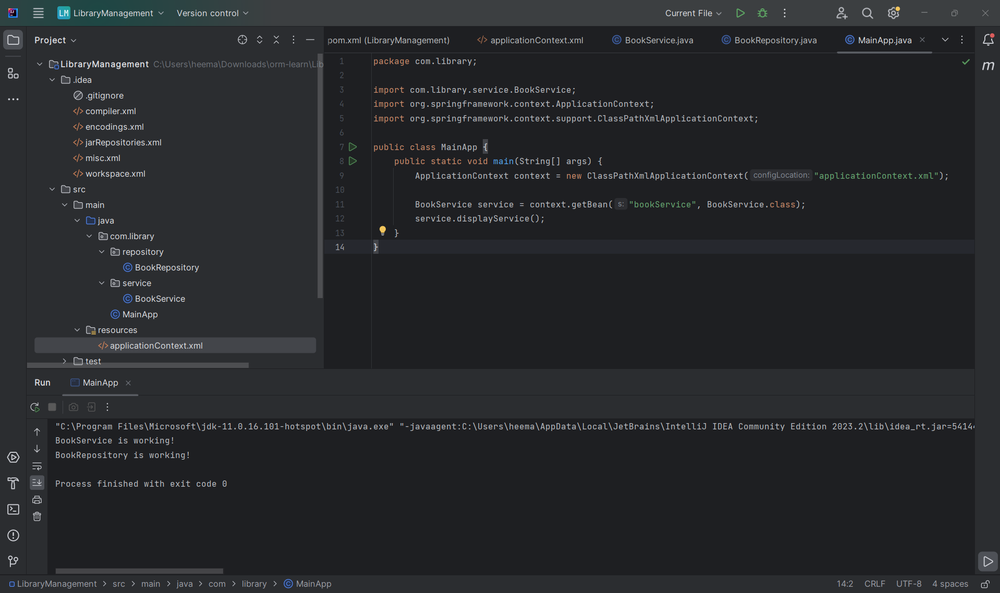 LM LibraryManagement
Version control
Current File
Project
pom.xml (LibraryManagement)
applicationContext.xml
BookService.java
BookRepository.java
MainApp.java
LibraryManagement C:\Users\heema\Downloads\orm-learn\Lib
.idea
.gitignore
compiler.xml
encodings.xml
jarRepositories.xml
misc.xml
workspace.xml
src
main
java
com.library
repository
BookRepository
service
BookService
MainApp
resources
applicationContext.xml
test
1 package com.library;
2
3 import com.library.service.BookService;
4 import org.springframework.context.ApplicationContext;
5 import org.springframework.context.support.ClassPathXmlApplicationContext;
6
7 public class MainApp {
8 public static void main(String[] args) {
9 ApplicationContext context = new ClassPathXmlApplicationContext( configLocation: "applicationContext.xml");
10
11 BookService service = context.getBean( s: "bookService", BookService.class);
12 service.displayService();
13 }
14 }
m
Run
MainApp
"C:\Program Files\Microsoft\jdk-11.0.16.101-hotspot\bin\java.exe" "-javaagent:C:\Users\heema\AppData\Local\JetBrains\IntelliJ IDEA Community Edition 2023.2\lib\idea_rt.jar=54144
BookService is working!
BookRepository is working!
Process finished with exit code 0
LibraryManagement > src > main > java > com > library > MainApp
14:2 CRLF UTF-8 4 spaces